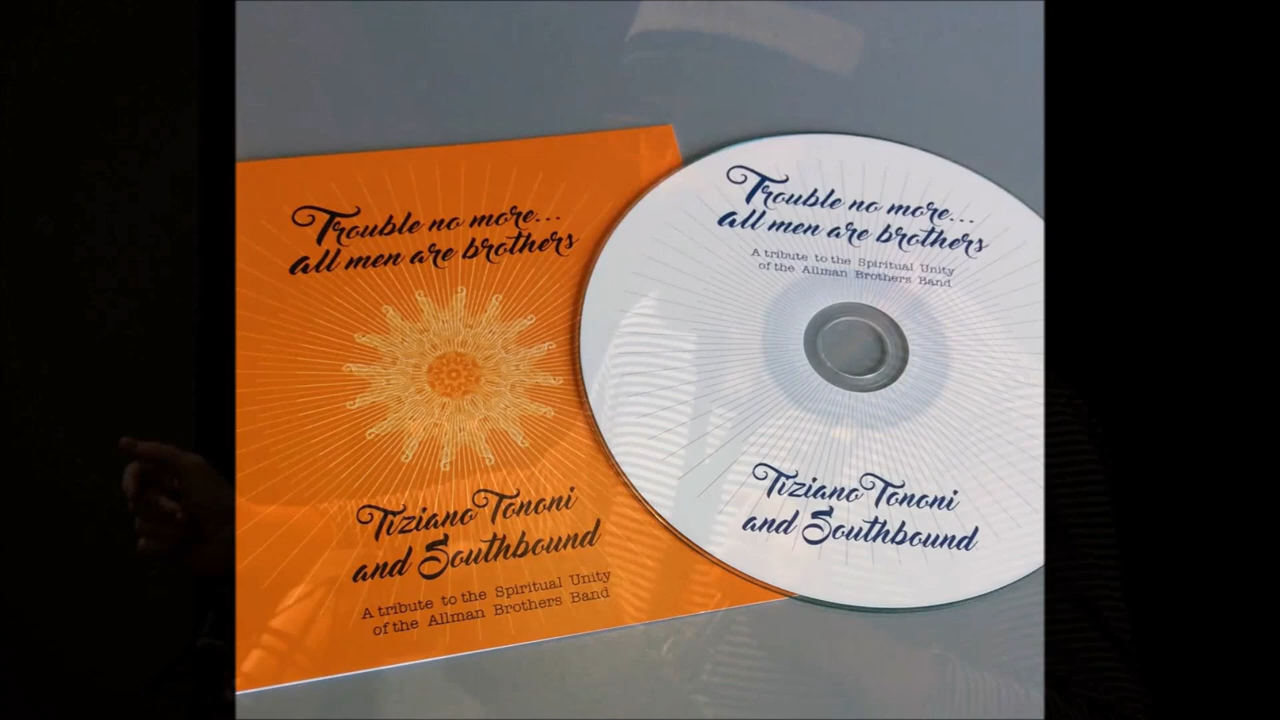 Trouble no more...
all men are brothers
Tiziano Tononi
and Southbound
A tribute to the Spiritual Unity
of the Allman Brothers Band
Trouble no more...
all men are brothers
A tribute to the Spiritual Unity
of the Allman Brothers Band
Tiziano Tononi
and Southbound